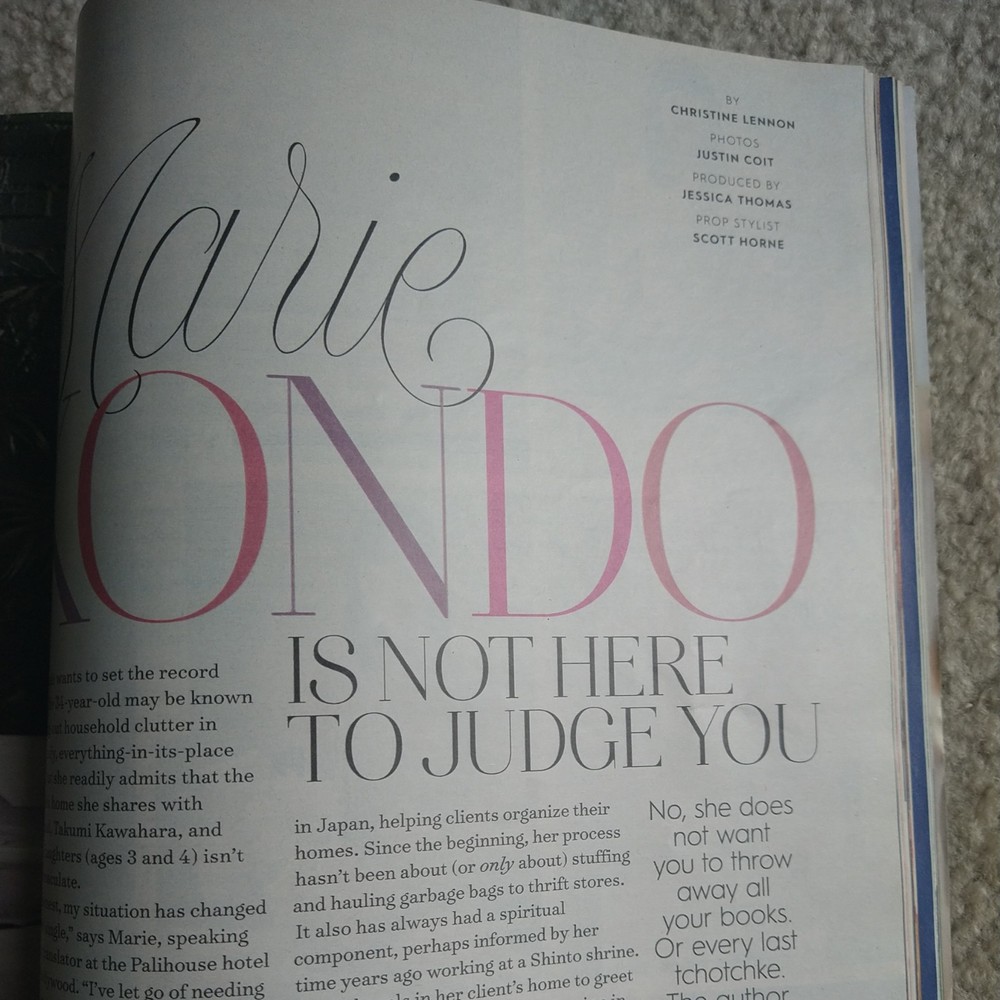 BY
CHRISTINE LENNON
PHOTOS
JUSTIN COIT
PRODUCED BY
JESSICA THOMAS
PROP STYLIST
SCOTT HORNE
Marie
KONDO
IS NOT HERE
TO JUDGE YOU
wants to set the record
34-year-old may be known
household clutter in
everything-in-its-place
she readily admits that the
home she shares with
Takumi Kawahara, and
(ages 3 and 4) isn't
my situation has changed
says Marie, speaking
at the Palihouse hotel
"I've let go of needing
in Japan, helping clients organize their
homes. Since the beginning, her process
hasn't been about (or only about) stuffing
and hauling garbage bags to thrift stores.
It also has always had a spiritual
component, perhaps informed by her
time years ago working at a Shinto shrine.
in her client's home to greet
No, she does
not want
you to throw
away all
your books.
Or every last
tchotchke.
The author